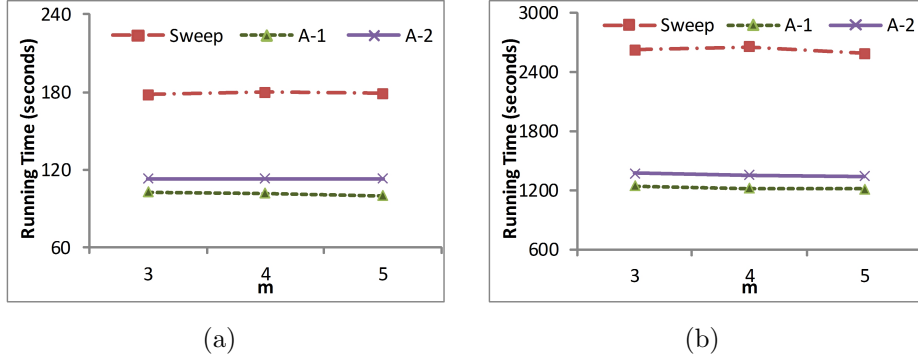 240
Sweep A-1 A-2
180
120
60
Running Time (seconds)
3 4 5
m
(a)
3000
Sweep A-1 A-2
2400
1800
1200
600
Running Time (seconds)
3 4 5
m
(b)